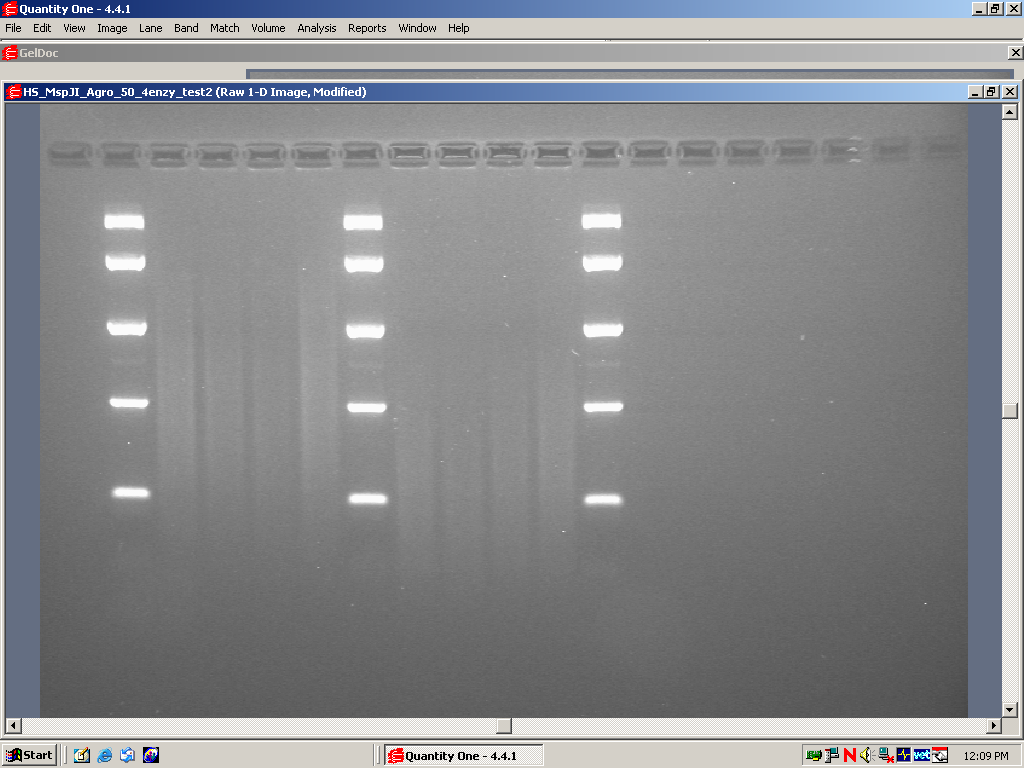 Quantity One - 4.4.1
File Edit View Image Lane Band Match Volume Analysis Reports Window Help
GelDoc
HS_MspJI_Agro_50_4enzy_test2 (Raw 1-D Image, Modified)
Start Quantity One - 4.4.1 N vet 12:09 PM